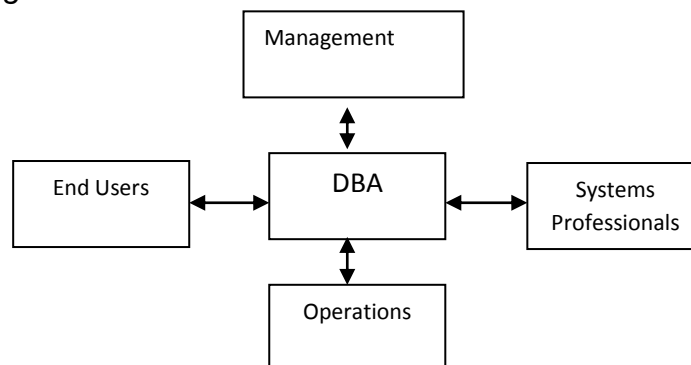 g
Management
End Users
DBA
Systems
Professionals
Operations